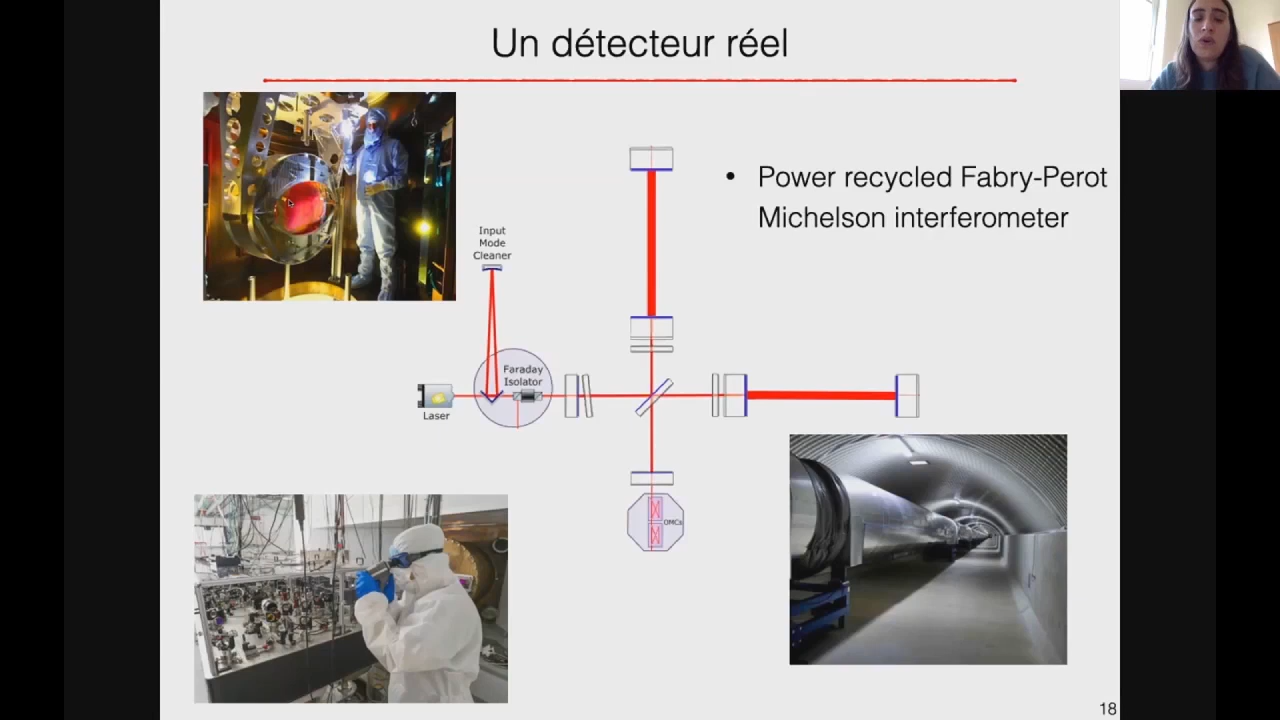 Un détecteur réel
• Power recycled Fabry-Perot
Michelson interferometer
Input
Mode
Cleaner
Faraday
Isolator
Laser
OMCs
18